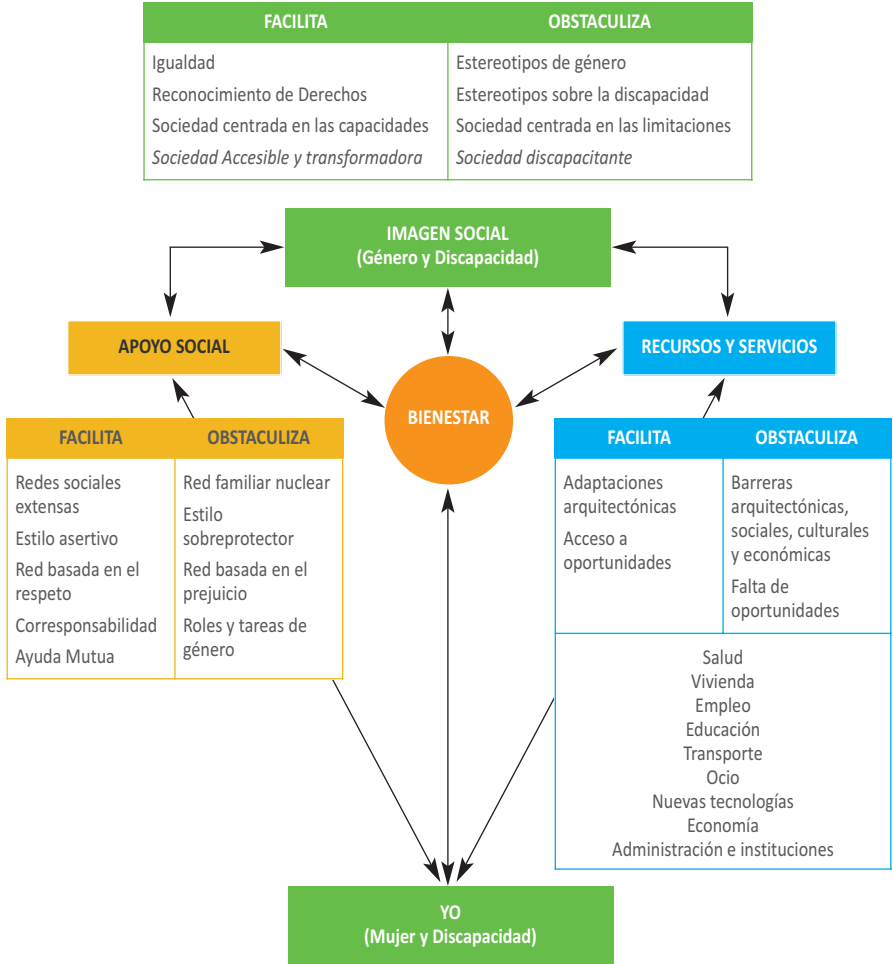 FACILITA
OBSTACULIZA
Igualdad
Reconocimiento de Derechos
Sociedad centrada en las capacidades
Sociedad Accesible y transformadora
Estereotipos de género
Estereotipos sobre la discapacidad
Sociedad centrada en las limitaciones
Sociedad discapacitante
IMAGEN SOCIAL
(Género y Discapacidad)
APOYO SOCIAL
RECURSOS Y SERVICIOS
BIENESTAR
FACILITA
OBSTACULIZA
Redes sociales
extensas
Estilo asertivo
Red basada en el
respeto
Corresponsabilidad
Ayuda Mutua
Red familiar nuclear
Estilo
sobreprotector
Red basada en el
prejuicio
Roles y tareas de
género
FACILITA
OBSTACULIZA
Adaptaciones
arquitectónicas
Acceso a
oportunidades
Barreras
arquitectónicas,
sociales, culturales
y económicas
Falta de
oportunidades
Salud
Vivienda
Empleo
Educación
Transporte
Ocio
Nuevas tecnologías
Economía
Administración e instituciones
YO
(Mujer y Discapacidad)